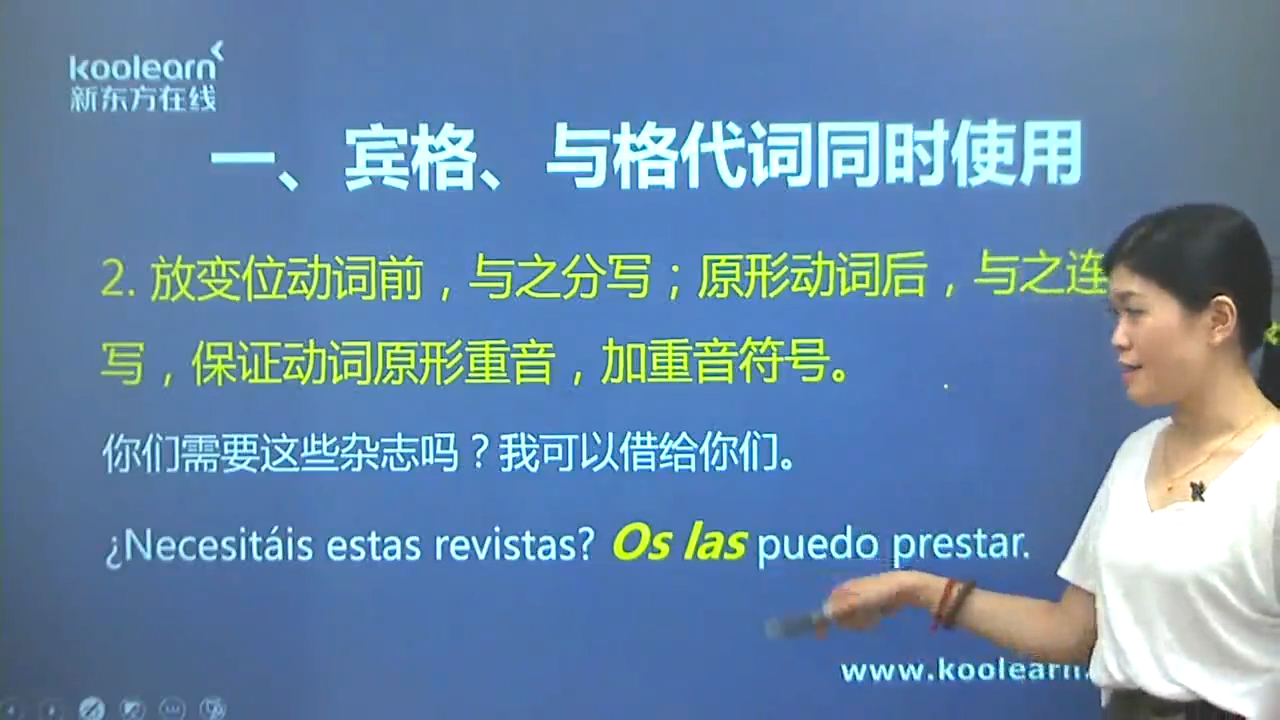 koolearn
新东方在线
一、宾格、与格代词同时使用
2. 放变位动词前，与之分写；原形动词后，与之连
写，保证动词原形重音，加重音符号。
你们需要这些杂志吗？我可以借给你们。
¿Necesitáis estas revistas? Os las puedo prestar.
www.koolearn.